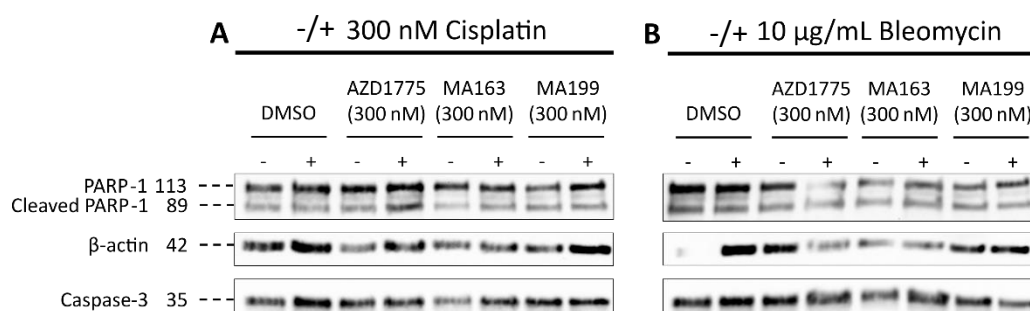 A -/+ 300 nM Cisplatin
DMSO AZD1775 (300 nM) MA163 (300 nM) MA199 (300 nM)
- + - + - + - +
PARP-1 113
Cleaved PARP-1 89
β-actin 42
Caspase-3 35
B -/+ 10 µg/mL Bleomycin
DMSO AZD1775 (300 nM) MA163 (300 nM) MA199 (300 nM)
- + - + - + - +